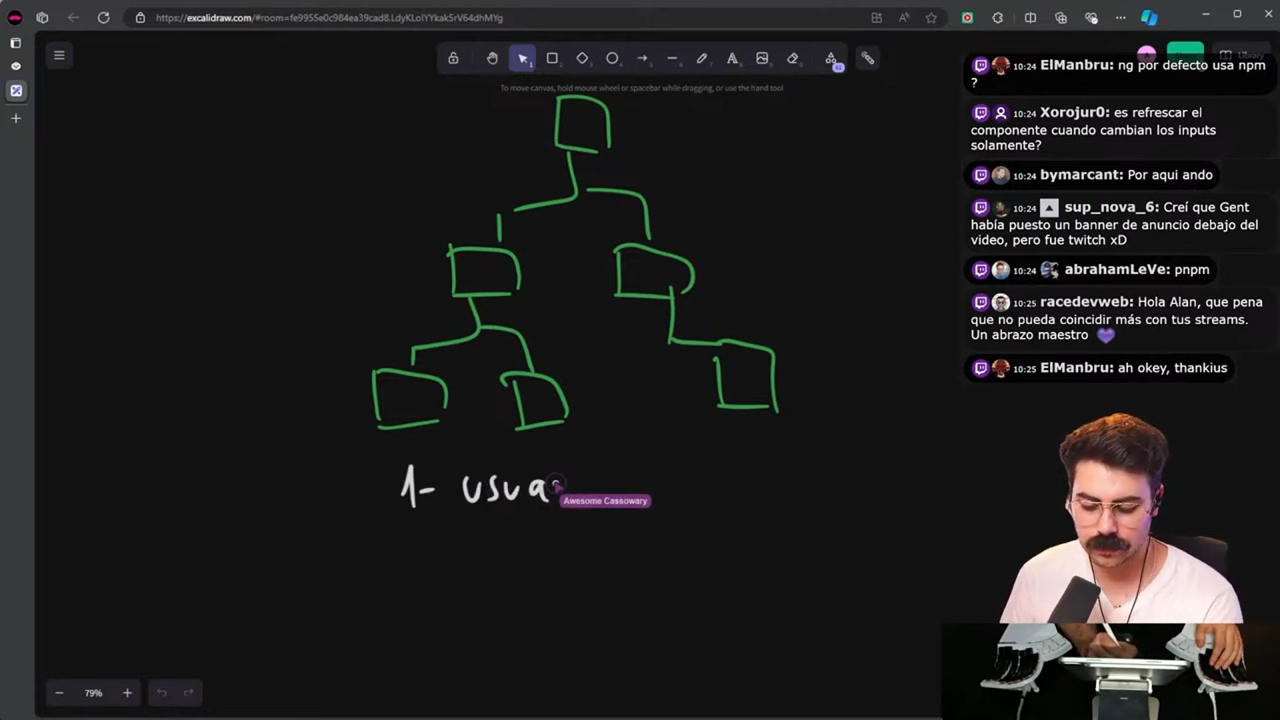 https://excalidraw.com/#room=fe9955e0c984ea39cad8,LdyKLolYYkak5rV64dhMYg
To move canvas, hold mouse wheel or spacebar while dragging, or use the hand tool
1- usua
Awesome Cassowary
79%
Library
ElManbru: ng por defecto usa npm
?
10:24 Xorojur0: es refrescar el
componente cuando cambian los inputs
solamente?
10:24 bymarcant: Por aqui ando
10:24 sup_nova_6: Creí que Gent
había puesto un banner de anuncio debajo del
video, pero fue twitch xD
10:24 abrahamLeVe: pnpm
10:25 racedevweb: Hola Alan, que pena
que no pueda coincidir más con tus streams.
Un abrazo maestro
10:25 ElManbru: ah okey, thankius